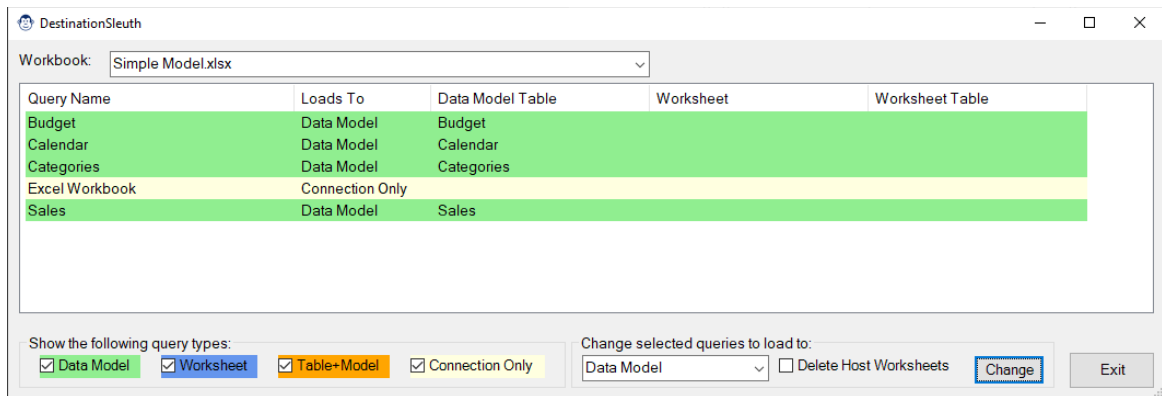 DestinationSleuth
Workbook: Simple Model.xlsx
Query Name Loads To Data Model Table Worksheet Worksheet Table
Budget Data Model Budget
Calendar Data Model Calendar
Categories Data Model Categories
Excel Workbook Connection Only
Sales Data Model Sales
Show the following query types: Change selected queries to load to:
Data Model Worksheet Table+Model Connection Only Data Model Delete Host Worksheets Change Exit